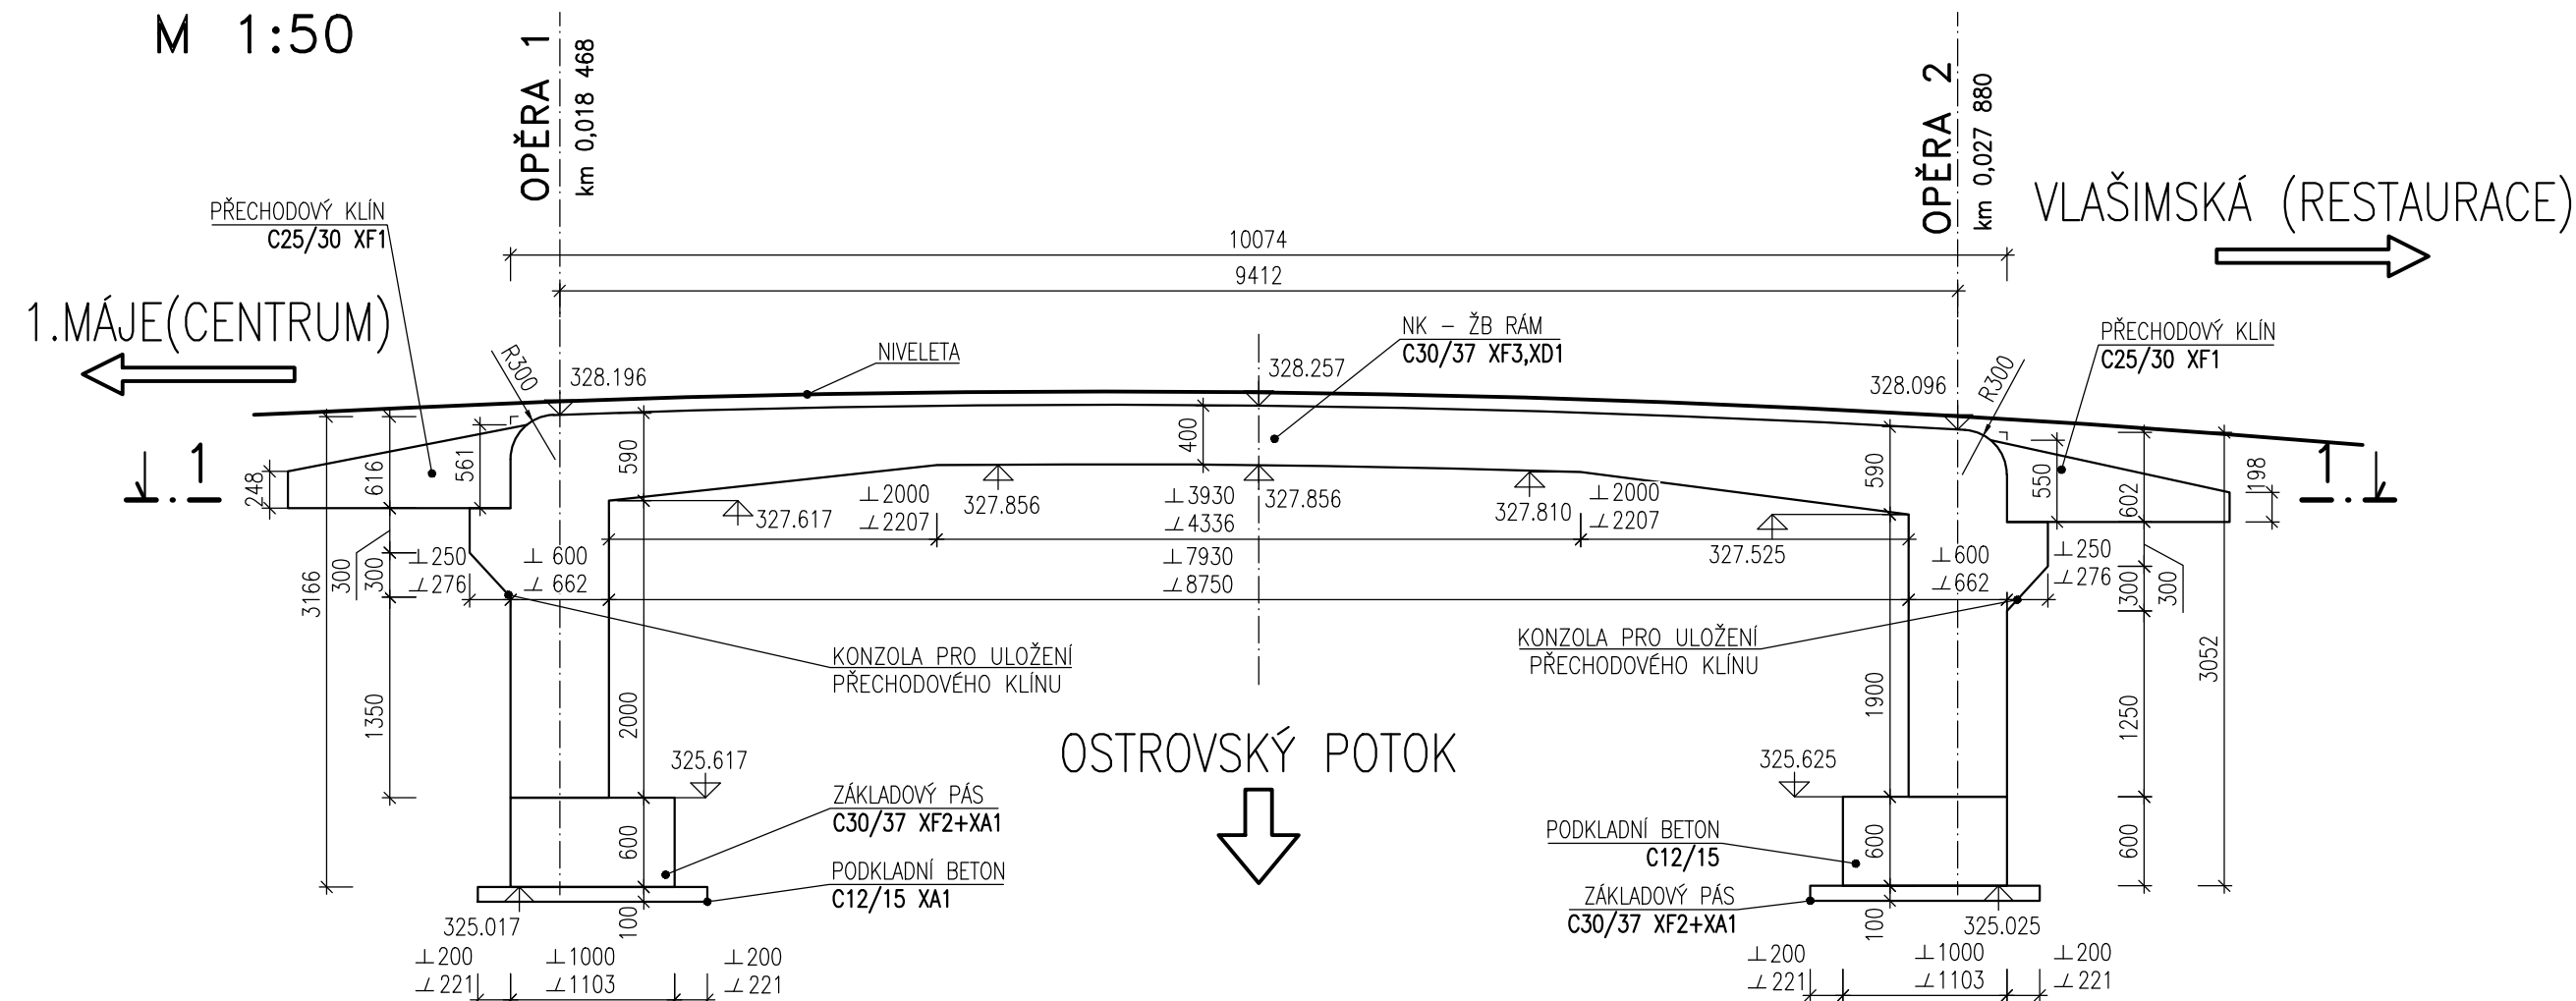 M 1:50
OPĚRA 1
km 0,018 468
OPĚRA 2
km 0,027 880
VLAŠIMSKÁ (RESTAURACE)
PŘECHODOVÝ KLÍN
C25/30 XF1
10074
9412
1.MÁJE(CENTRUM)
NIVELETA
NK – ŽB RÁM
C30/37 XF3,XD1
PŘECHODOVÝ KLÍN
C25/30 XF1
R300
328.196
328.257
328.096
R300
1
248
616
561
590
400
590
550
602
198
1
327.617
⊥2000
∠2207
327.856
⊥3930
∠4336
327.856
327.810
⊥2000
∠2207
327.525
3166
300
300
⊥250
∠276
⊥ 600
∠ 662
⊥7930
∠8750
⊥600
∠662
⊥250
∠276
300
300
3052
KONZOLA PRO ULOŽENÍ
PŘECHODOVÉHO KLÍNU
KONZOLA PRO ULOŽENÍ
PŘECHODOVÉHO KLÍNU
1350
2000
1900
1250
OSTROVSKÝ POTOK
325.617
325.625
ZÁKLADOVÝ PÁS
C30/37 XF2+XA1
PODKLADNÍ BETON
C12/15
600
600
600
PODKLADNÍ BETON
C12/15 XA1
ZÁKLADOVÝ PÁS
C30/37 XF2+XA1
325.017
100
100
325.025
⊥200
∠221
⊥1000
∠1103
⊥200
∠221
⊥200
∠221
⊥1000
∠1103
⊥200
∠221